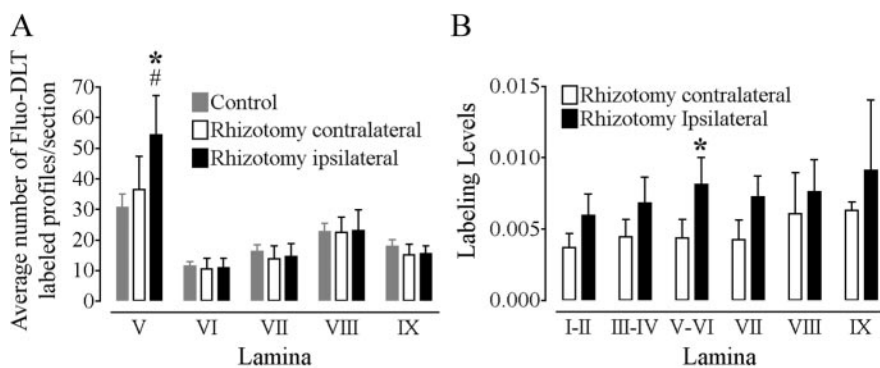 A
Average number of Fluo-DLT
labeled profiles/section
70
60
50
40
30
20
10
0
*
#
Control
Rhizotomy contralateral
Rhizotomy ipsilateral
V VI VII VIII IX
Lamina
B
Labeling Levels
0.015
0.010
0.005
0.000
Rhizotomy contralateral
Rhizotomy Ipsilateral
*
I-II III-IV V-VI VII VIII IX
Lamina